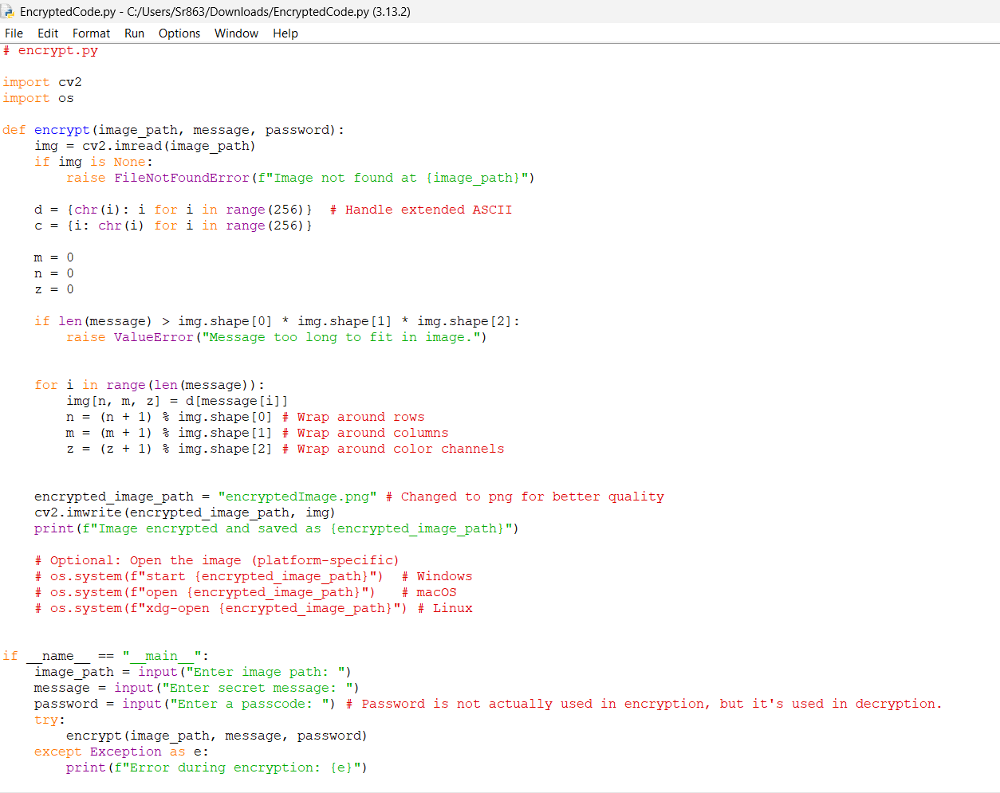 EncryptedCode.py - C:/Users/Sr863/Downloads/EncryptedCode.py (3.13.2)
File Edit Format Run Options Window Help
# encrypt.py

import cv2
import os

def encrypt(image_path, message, password):
    img = cv2.imread(image_path)
    if img is None:
        raise FileNotFoundError(f"Image not found at {image_path}")

    d = {chr(i): i for i in range(256)}  # Handle extended ASCII
    c = {i: chr(i) for i in range(256)}

    m = 0
    n = 0
    z = 0

    if len(message) > img.shape[0] * img.shape[1] * img.shape[2]:
        raise ValueError("Message too long to fit in image.")


    for i in range(len(message)):
        img[n, m, z] = d[message[i]]
        n = (n + 1) % img.shape[0] # Wrap around rows
        m = (m + 1) % img.shape[1] # Wrap around columns
        z = (z + 1) % img.shape[2] # Wrap around color channels


    encrypted_image_path = "encryptedImage.png" # Changed to png for better quality
    cv2.imwrite(encrypted_image_path, img)
    print(f"Image encrypted and saved as {encrypted_image_path}")

    # Optional: Open the image (platform-specific)
    # os.system(f"start {encrypted_image_path}")  # Windows
    # os.system(f"open {encrypted_image_path}")   # macOS
    # os.system(f"xdg-open {encrypted_image_path}") # Linux


if __name__ == "__main__":
    image_path = input("Enter image path: ")
    message = input("Enter secret message: ")
    password = input("Enter a passcode: ") # Password is not actually used in encryption, but it's used in decryption.
    try:
        encrypt(image_path, message, password)
    except Exception as e:
        print(f"Error during encryption: {e}")